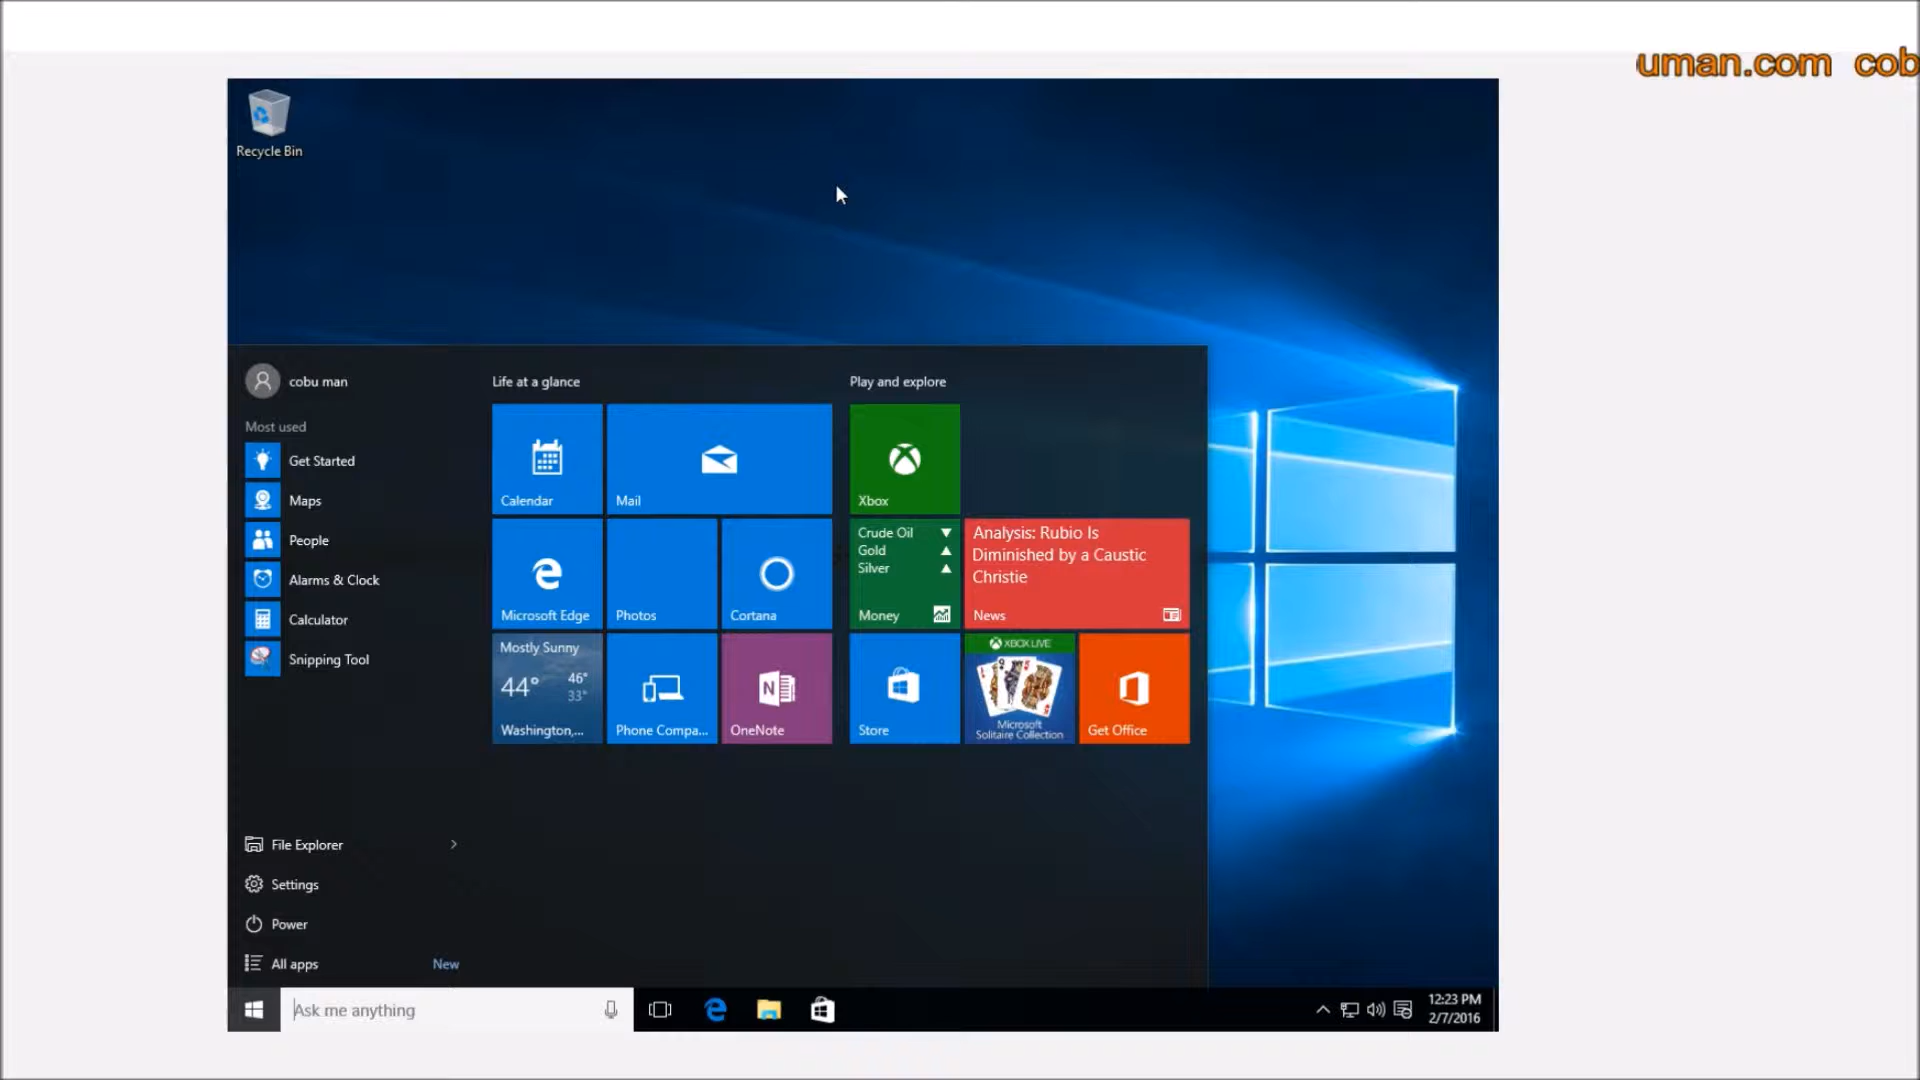 uman.com cob
Recycle Bin
cobu man
Most used
Get Started
Maps
People
Alarms & Clock
Calculator
Snipping Tool
File Explorer
Settings
Power
All apps New
Life at a glance
Calendar
Mail
Microsoft Edge
Photos
Cortana
Mostly Sunny
44° 46°
33°
Washington,...
Phone Compa...
OneNote
Play and explore
Xbox
Crude Oil ▼
Gold ▲
Silver ▲
Money
Analysis: Rubio Is
Diminished by a Caustic
Christie
News
Store
XBOX LIVE
Microsoft
Solitaire Collection
Get Office
Ask me anything
12:23 PM
2/7/2016